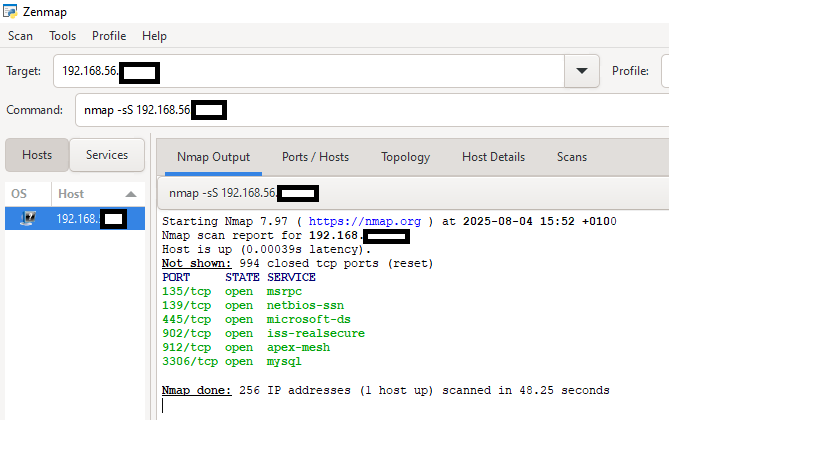 Zenmap
Scan Tools Profile Help
Target: 192.168.56. Profile:
Command: nmap -sS 192.168.56
Hosts Services
Nmap Output Ports / Hosts Topology Host Details Scans
OS Host
nmap -sS 192.168.56.
192.168.
Starting Nmap 7.97 ( https://nmap.org ) at 2025-08-04 15:52 +0100
Nmap scan report for 192.168.
Host is up (0.00039s latency).
Not shown: 994 closed tcp ports (reset)
PORT STATE SERVICE
135/tcp open msrpc
139/tcp open netbios-ssn
445/tcp open microsoft-ds
902/tcp open iss-realsecure
912/tcp open apex-mesh
3306/tcp open mysql
Nmap done: 256 IP addresses (1 host up) scanned in 48.25 seconds